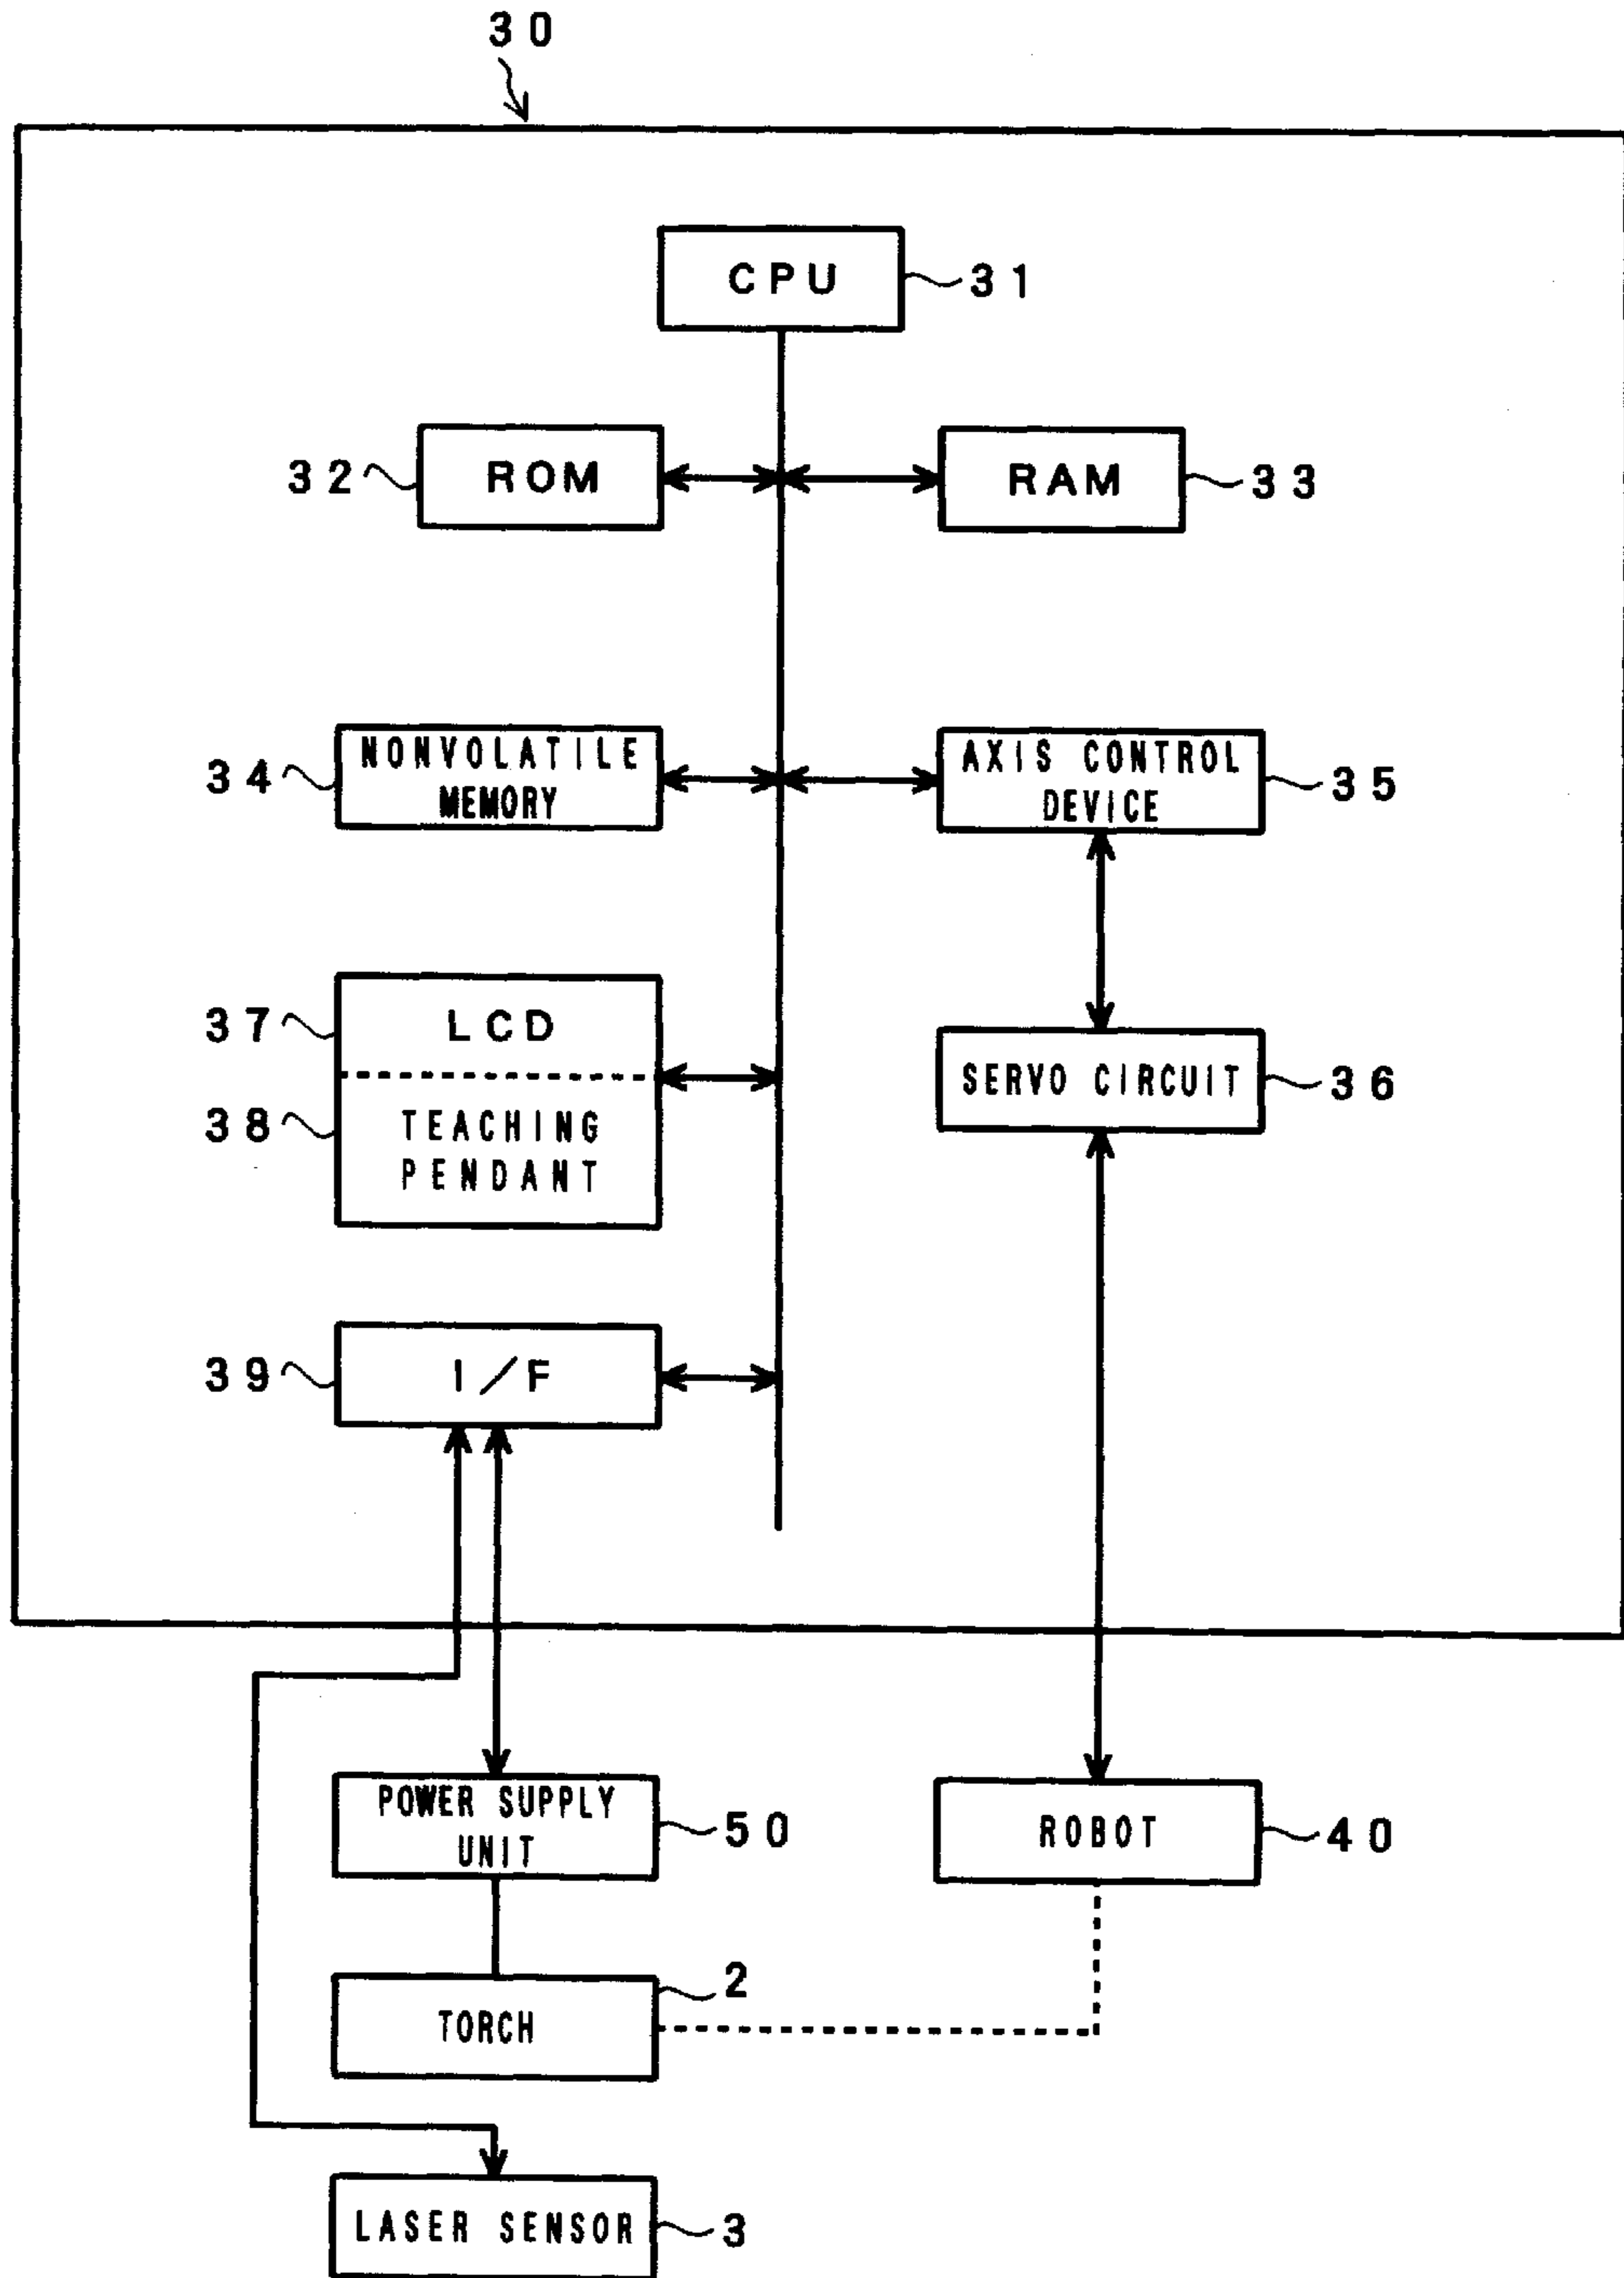 30
CPU
31
32
ROM
RAM
33
34
NONVOLATILE
MEMORY
AXIS CONTROL
DEVICE
35
37
LCD
38
TEACHING
PENDANT
SERVO CIRCUIT
36
39
I/F
POWER SUPPLY
UNIT
50
ROBOT
40
TORCH
2
LASER SENSOR
3